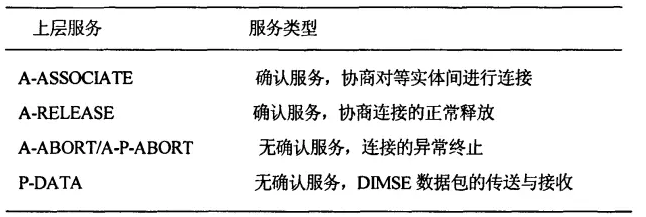 上层服务 服务类型
A-ASSOCIATE 确认服务，协商对等实体间进行连接
A-RELEASE 确认服务，协商连接的正常释放
A-ABORT/A-P-ABORT 无确认服务，连接的异常终止
P-DATA 无确认服务，DIMSE 数据包的传送与接收